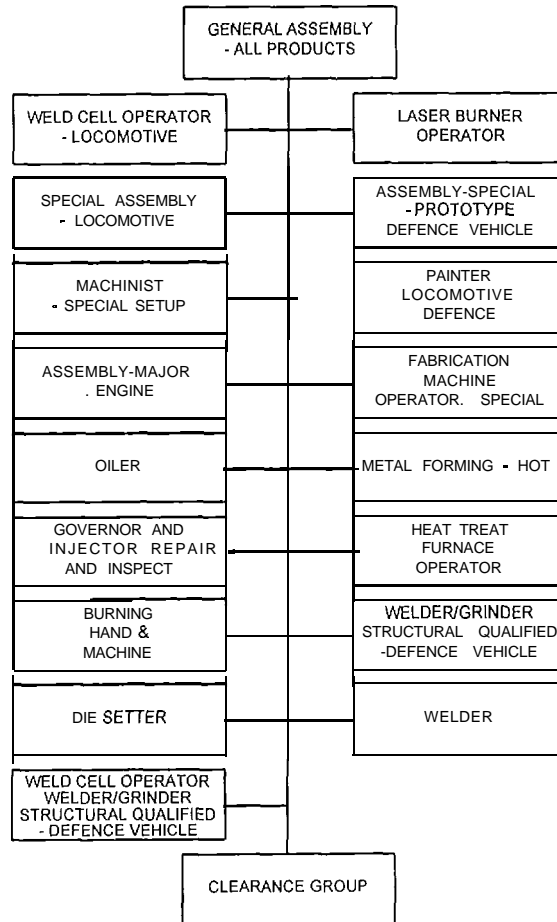 GENERAL ASSEMBLY
- ALL PRODUCTS
WELD CELL OPERATOR
- LOCOMOTIVE
LASER BURNER
OPERATOR
SPECIAL ASSEMBLY
- LOCOMOTIVE
ASSEMBLY-SPECIAL
- PROTOTYPE
DEFENCE VEHICLE
MACHINIST
- SPECIAL SETUP
PAINTER
LOCOMOTIVE
DEFENCE
ASSEMBLY-MAJOR
. ENGINE
FABRICATION
MACHINE
OPERATOR. SPECIAL
OILER
METAL FORMING - HOT
GOVERNOR AND
INJECTOR REPAIR
AND INSPECT
HEAT TREAT
FURNACE
OPERATOR
BURNING
HAND &
MACHINE
WELDER/GRINDER
STRUCTURAL QUALIFIED
-DEFENCE VEHICLE
DIE SETTER
WELDER
WELD CELL OPERATOR
WELDER/GRINDER
STRUCTURAL QUALIFIED
- DEFENCE VEHICLE
CLEARANCE GROUP